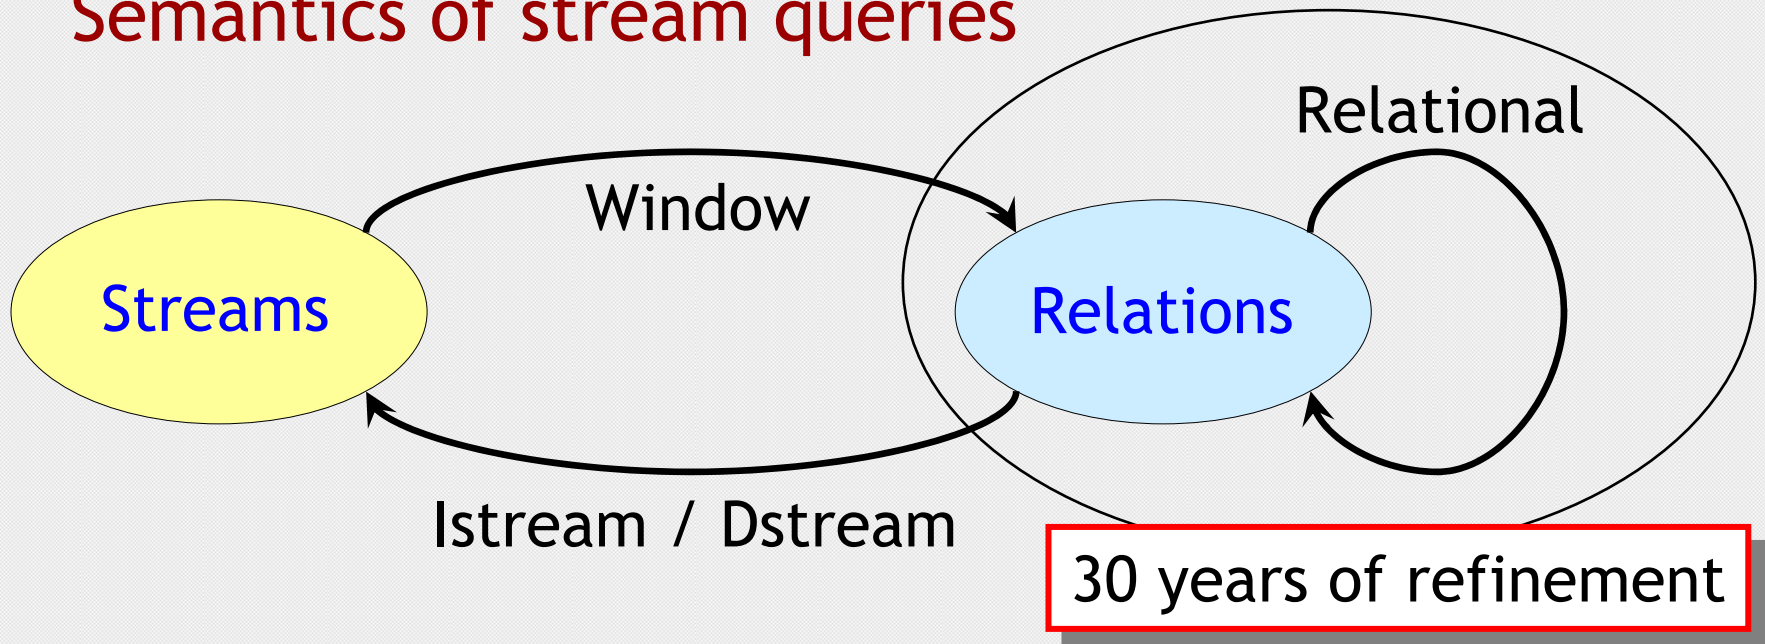 Semantics of stream queries
Relational
Window
Streams
Relations
Istream / Dstream
30 years of refinement